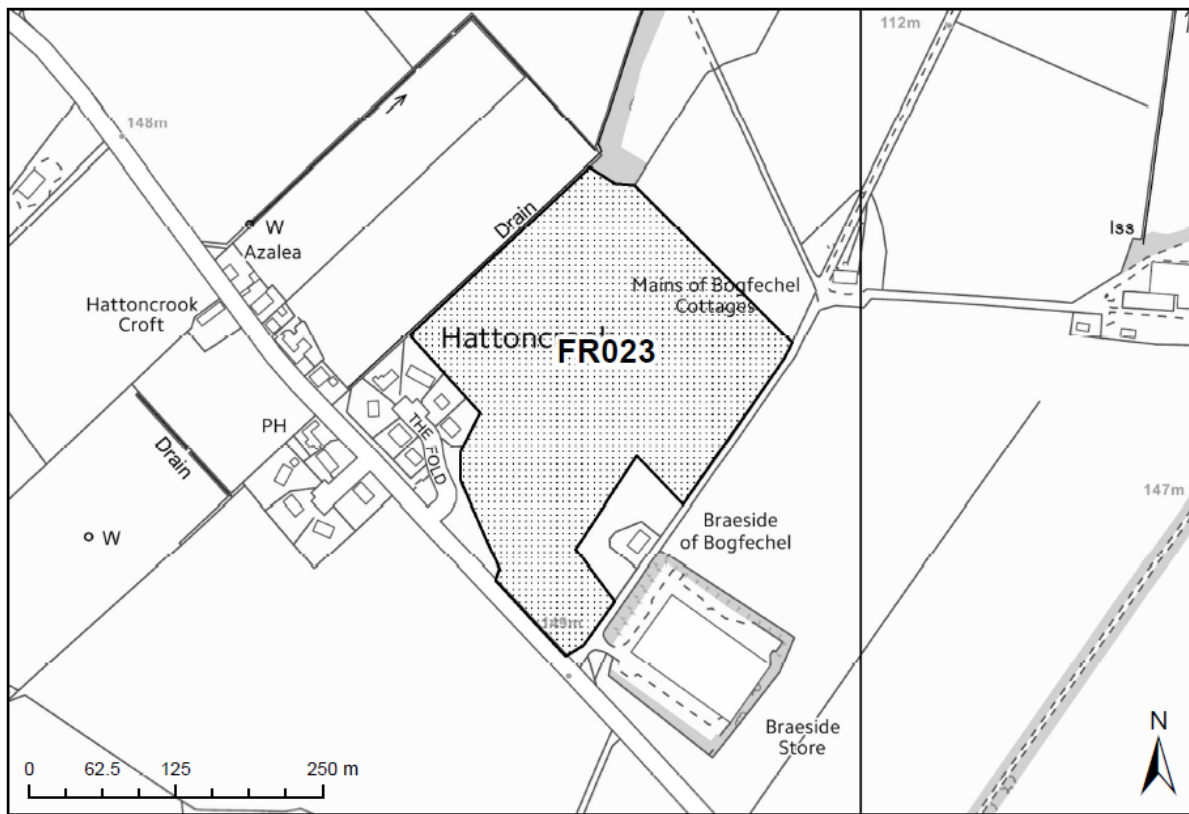 112m
148m
Drain
W
Azalea
Iss
Mains of Bogfechel
Cottages
Hattoncrook
Croft
FR023
THE FOLD
PH
Drain
147m
W
Braeside
of Bogfechel
149m
Braeside
Store
N
0 62.5 125 250 m